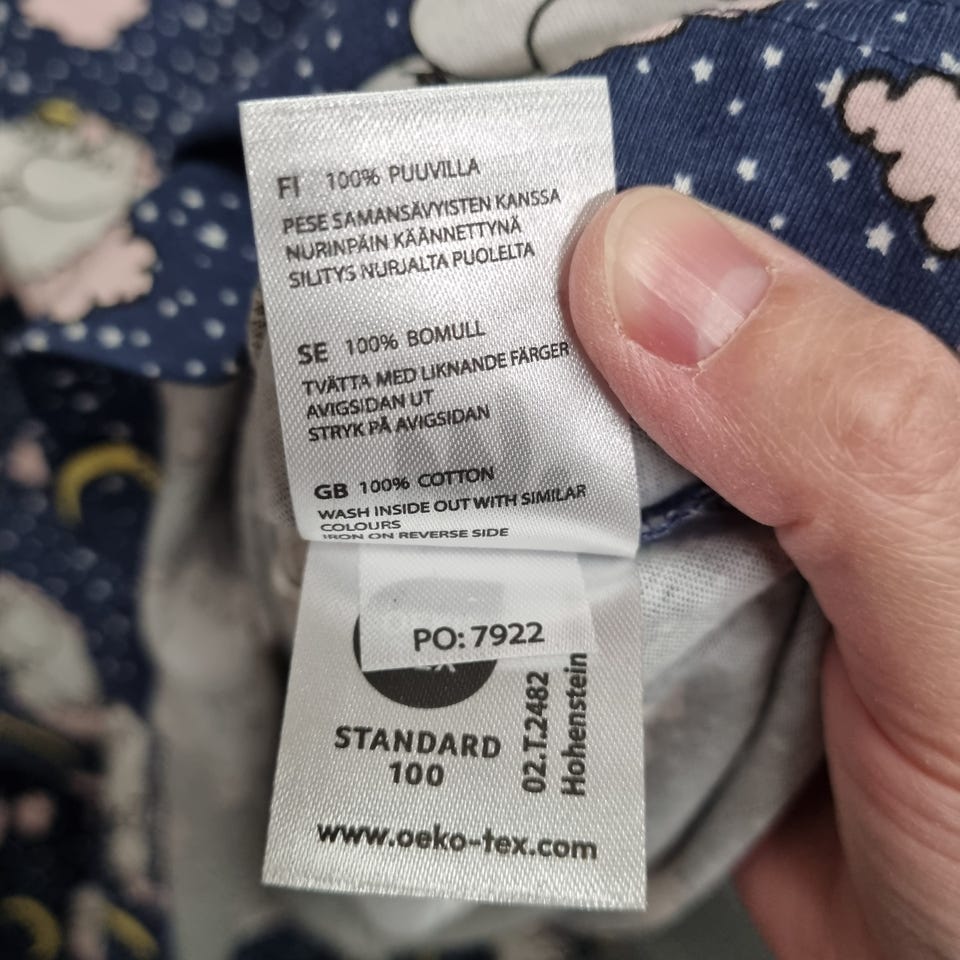 FI 100% PUUVILLA
PESE SAMANSÄVYISTEN KANSSA
NURINPÄIN KÄÄNNETTYNÄ
SILITYS NURJALTA PUOLELTA
SE 100% BOMULL
TVÄTTA MED LIKNANDE FÄRGER
AVIGSIDAN UT
STRYK PÅ AVIGSIDAN
GB 100% COTTON
WASH INSIDE OUT WITH SIMILAR
COLOURS
IRON ON REVERSE SIDE
PO: 7922
STANDARD
100
02.T.2482
Hohenstein
www.oeko-tex.com